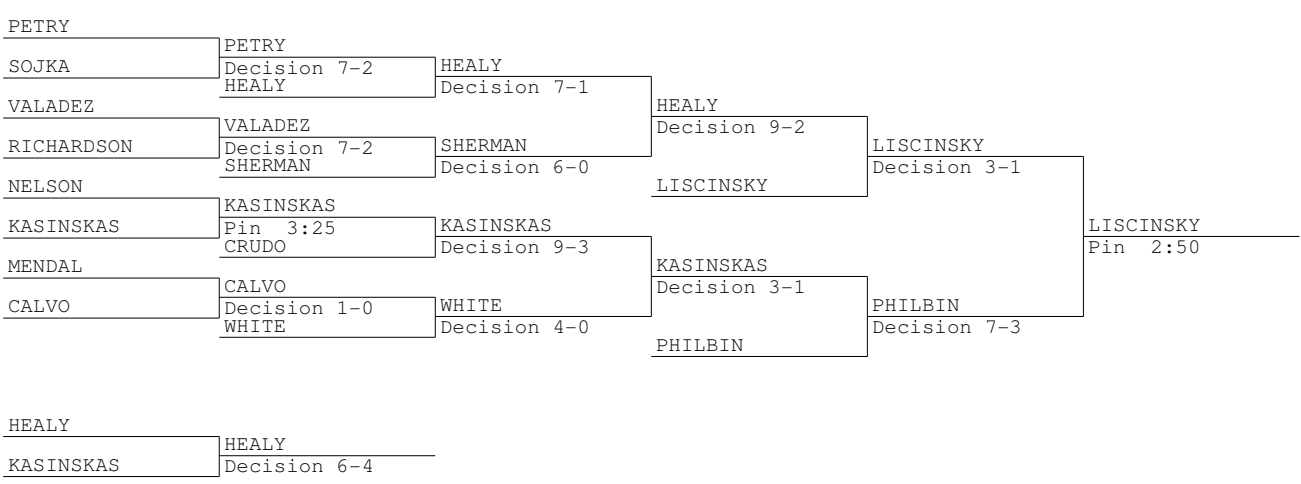 PETRY
PETRY
SOJKA
Decision 7-2
HEALY
HEALY
Decision 7-1
VALADEZ
HEALY
VALADEZ
Decision 9-2
RICHARDSON
Decision 7-2
SHERMAN
LISCINSKY
SHERMAN
Decision 6-0
Decision 3-1
NELSON
LISCINSKY
KASINSKAS
KASINSKAS
Pin 3:25
KASINSKAS
LISCINSKY
CRUDO
Decision 9-3
Pin 2:50
MENDAL
KASINSKAS
CALVO
Decision 3-1
CALVO
Decision 1-0
WHITE
PHILBIN
WHITE
Decision 4-0
Decision 7-3
PHILBIN
HEALY
HEALY
KASINSKAS
Decision 6-4